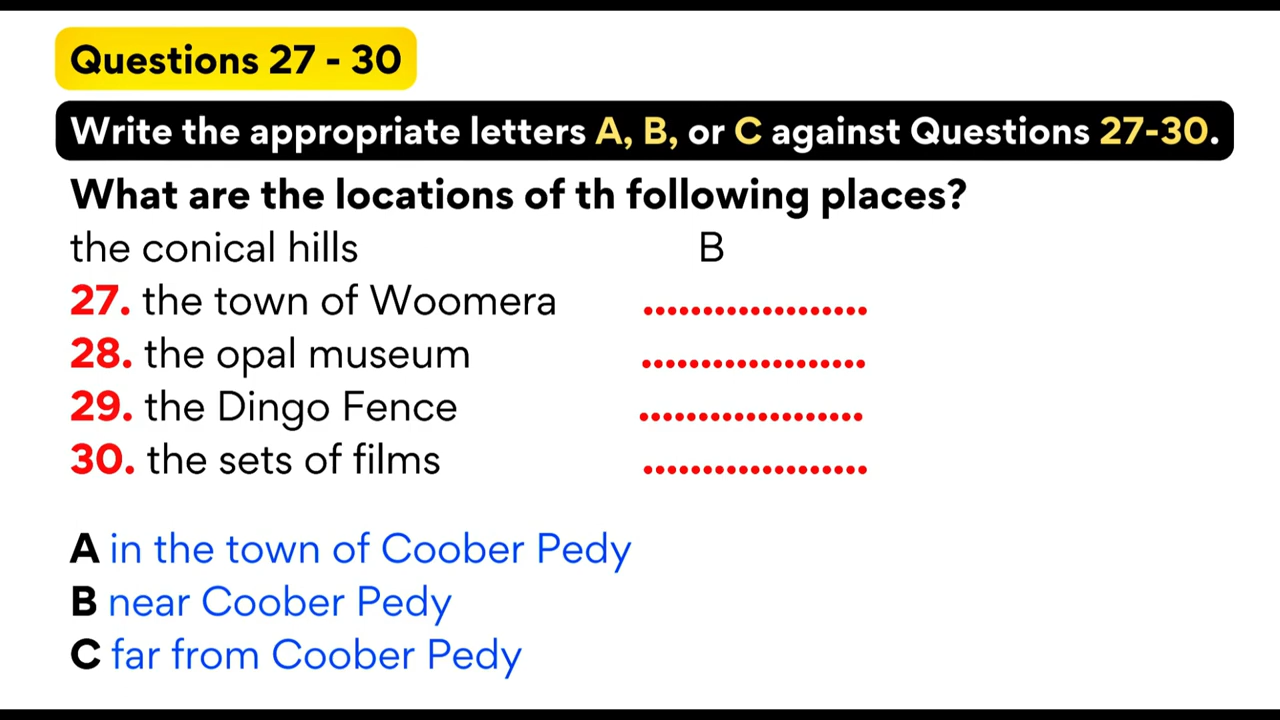 Questions 27 - 30
Write the appropriate letters A, B, or C against Questions 27-30.
What are the locations of th following places?
the conical hills B
27. the town of Woomera ...................
28. the opal museum ...................
29. the Dingo Fence ...................
30. the sets of films ...................
A in the town of Coober Pedy
B near Coober Pedy
C far from Coober Pedy